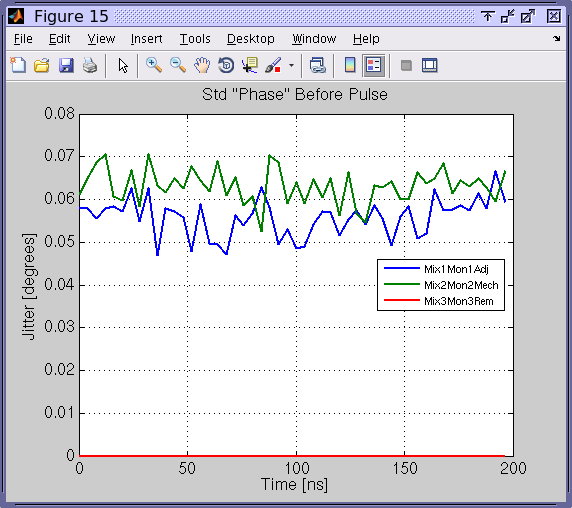 Figure 15
File Edit View Insert Tools Desktop Window Help
Std "Phase" Before Pulse
0.08
0.07
0.06
0.05
0.04
0.03
0.02
0.01
0
Jitter [degrees]
Mix1Mon1Adj
Mix2Mon2Mech
Mix3Mon3Rem
0 50 100 150 200
Time [ns]